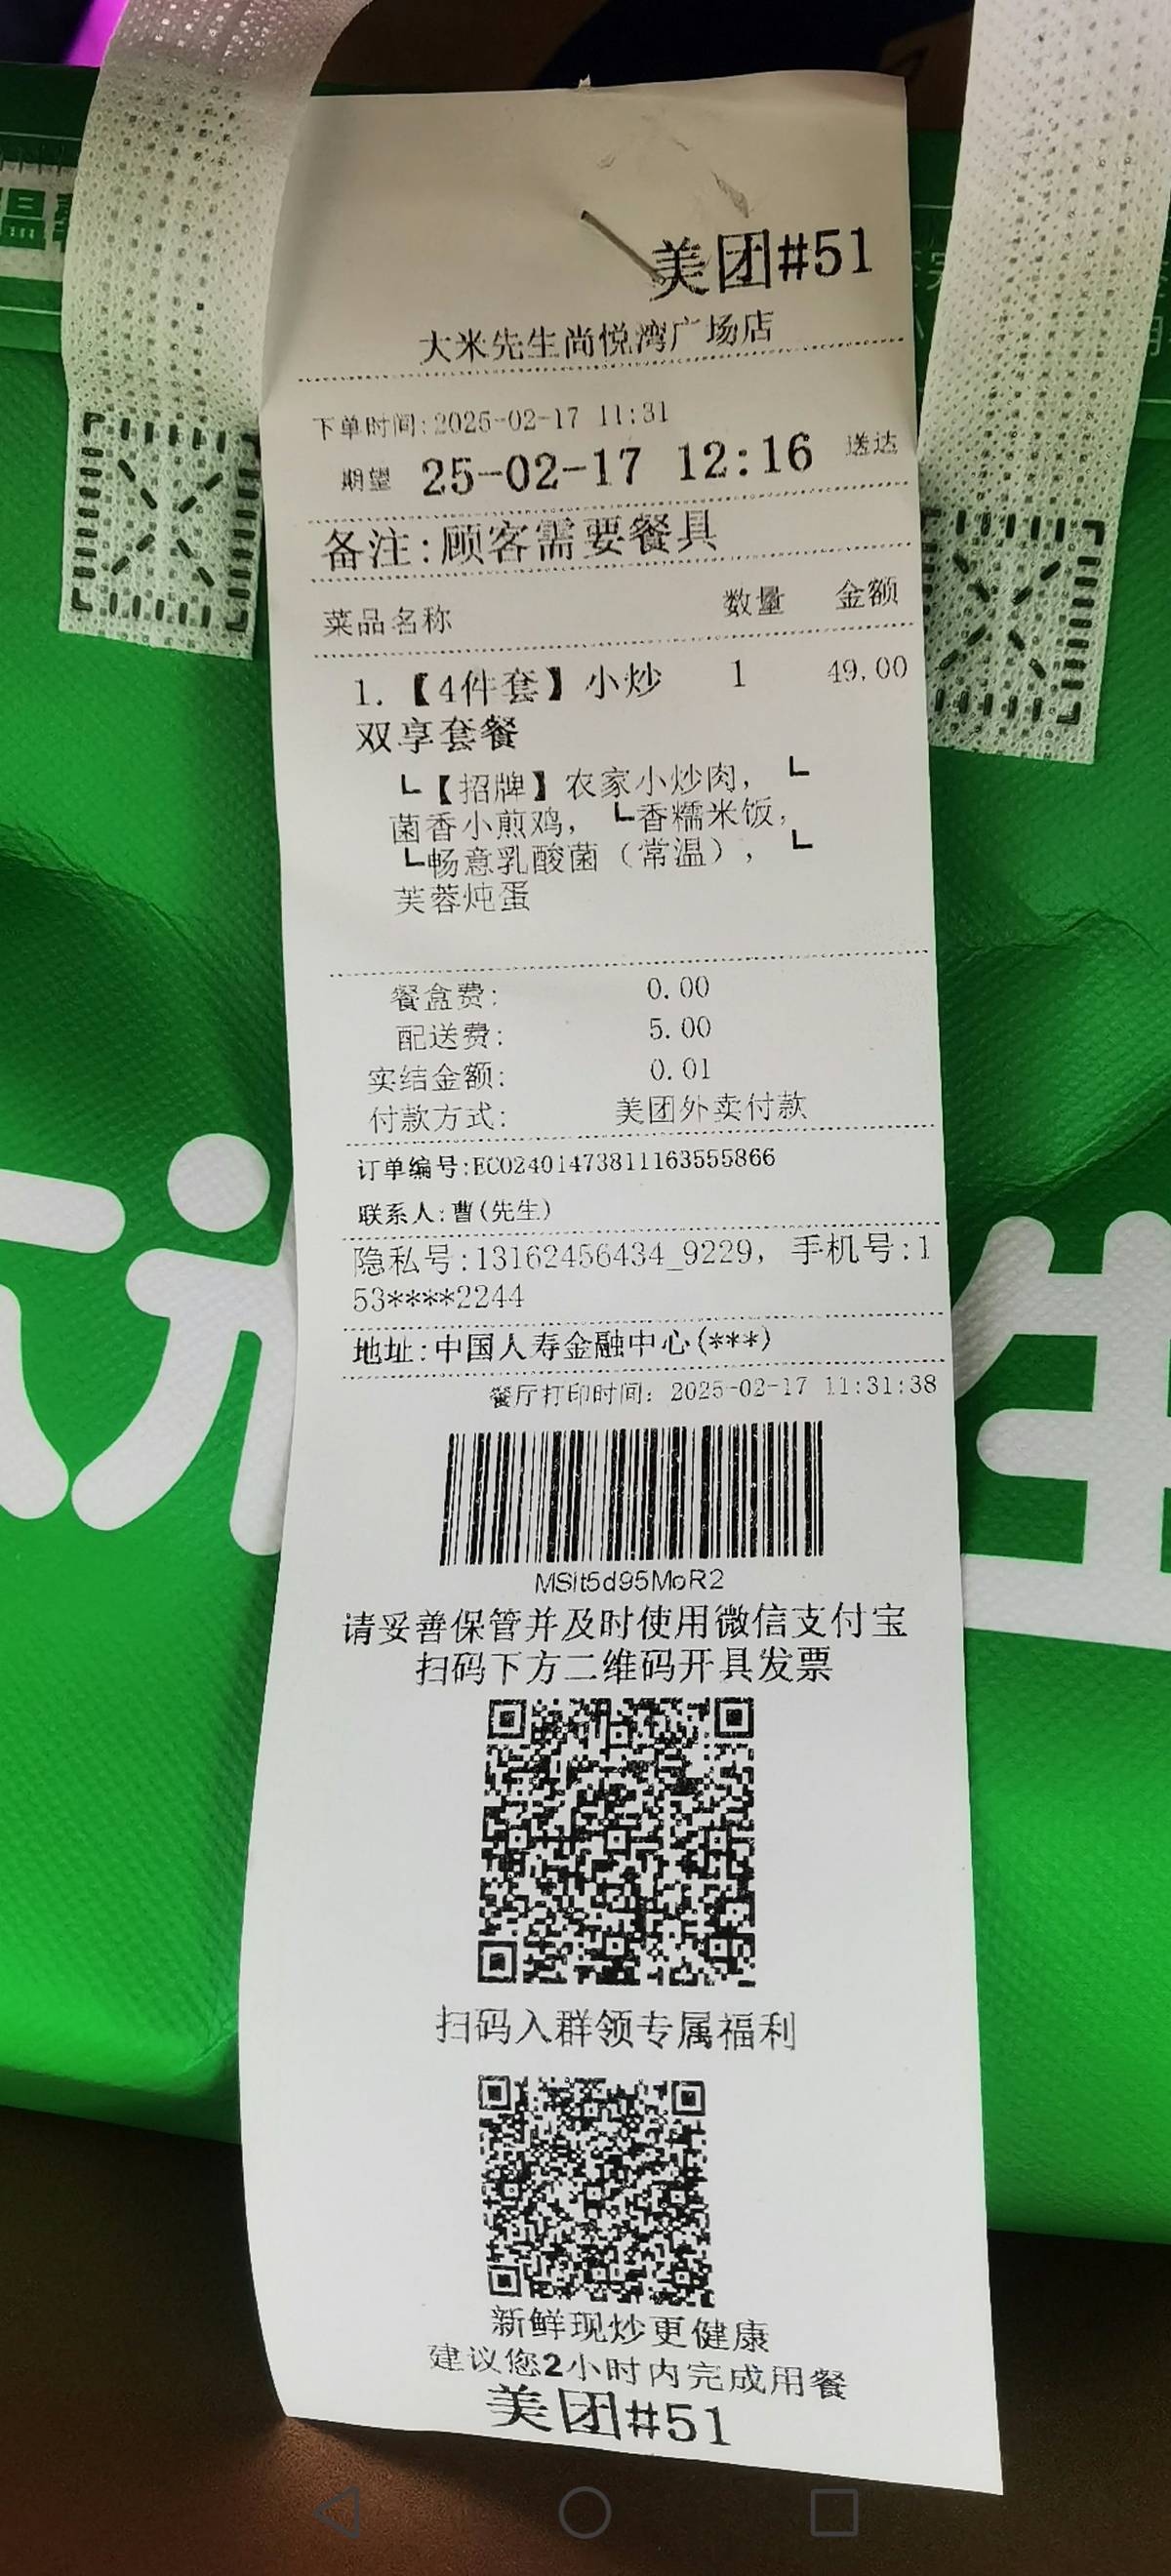 美团#51
大米先生尚悦湾广场店
下单时间:2025-02-17 11:31
期望 25-02-17 12:16 送达
备注:顾客需要餐具
菜品名称 数量 金额
1.【4件套】小炒 1 49.00
双享套餐
┗【招牌】农家小炒肉, ┗
菌香小煎鸡, ┗香糯米饭,
┗畅意乳酸菌（常温）, ┗
芙蓉炖蛋
餐盒费: 0.00
配送费: 5.00
实结金额: 0.01
付款方式: 美团外卖付款
订单编号:EC024014738111163555866
联系人:曹(先生)
隐私号:13162456434_9229, 手机号:1
53****2244
地址:中国人寿金融中心(***)
餐厅打印时间: 2025-02-17 11:31:38
MSlt5d95MoR2
请妥善保管并及时使用微信支付宝
扫码下方二维码开具发票
扫码入群领专属福利
新鲜现炒更健康
建议您2小时内完成用餐
美团#51
温
生